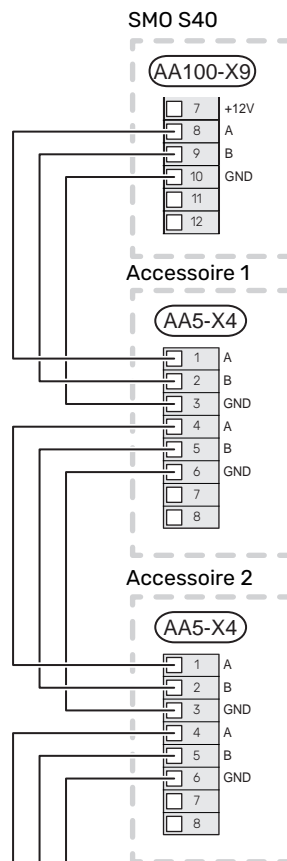 SMO S40
AA100-X9
7 +12V
8 A
9 B
10 GND
11
12
Accessoire 1
AA5-X4
1 A
2 B
3 GND
4 A
5 B
6 GND
7
8
Accessoire 2
AA5-X4
1 A
2 B
3 GND
4 A
5 B
6 GND
7
8